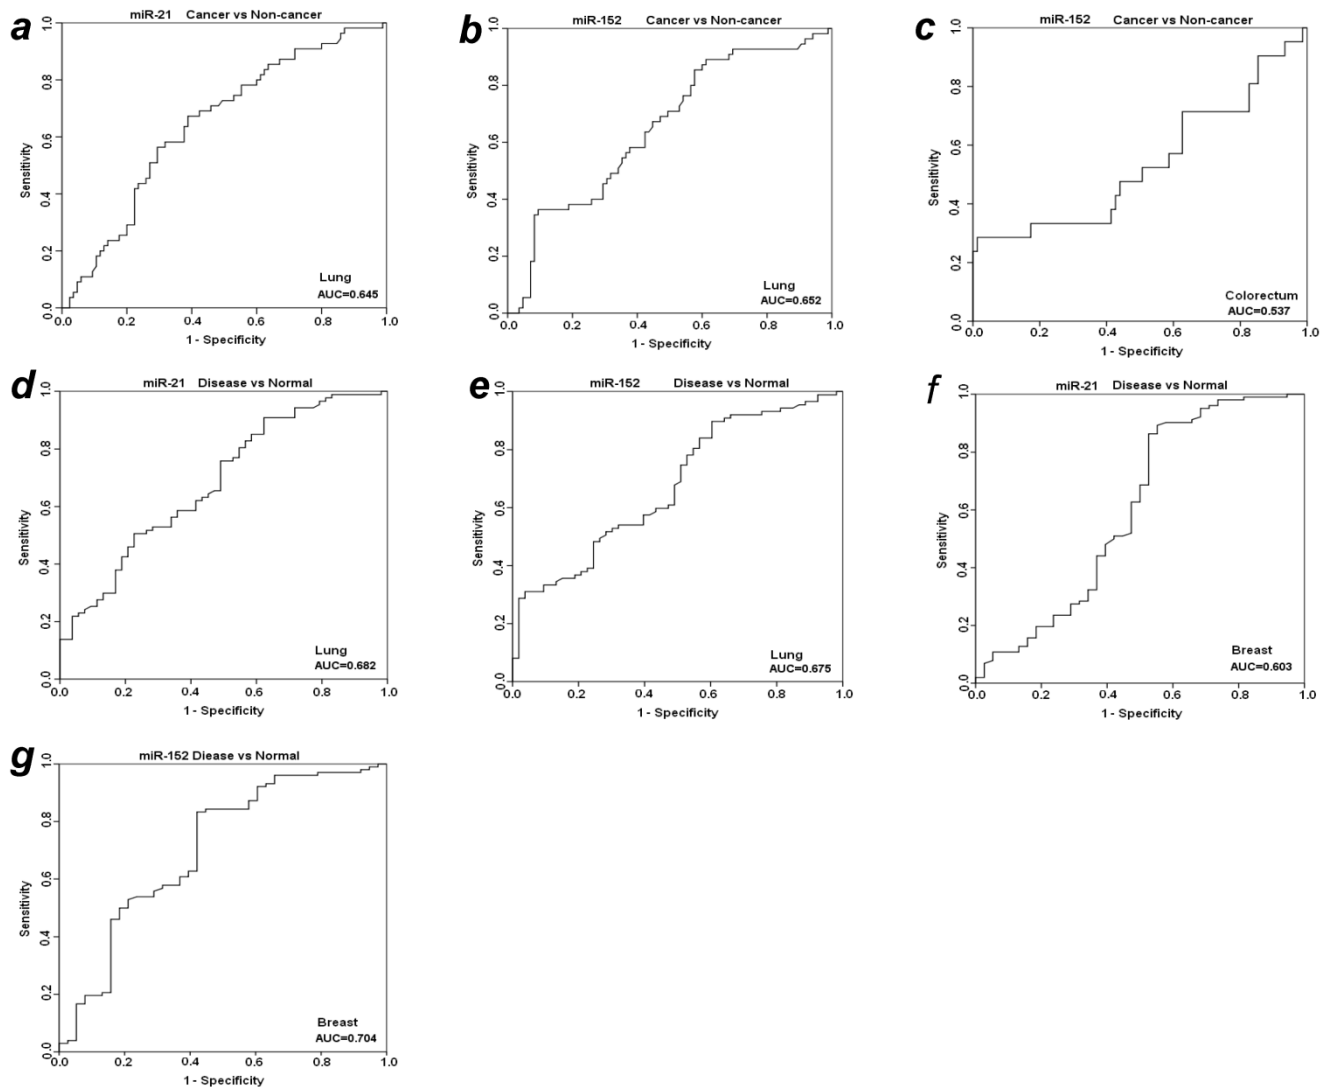 a
miR-21 Cancer vs Non-cancer
Sensitivity
0.0 0.2 0.4 0.6 0.8 1.0
Lung
AUC=0.645
0.0 0.2 0.4 0.6 0.8 1.0
1 - Specificity
b
miR-152 Cancer vs Non-cancer
Sensitivity
0.0 0.2 0.4 0.6 0.8 1.0
Lung
AUC=0.652
0.0 0.2 0.4 0.6 0.8 1.0
1 - Specificity
c
miR-152 Cancer vs Non-cancer
Sensitivity
0.0 0.2 0.4 0.6 0.8 1.0
Colorectum
AUC=0.537
0.0 0.2 0.4 0.6 0.8 1.0
1 - Specificity
d
miR-21 Disease vs Normal
Sensitivity
0.0 0.2 0.4 0.6 0.8 1.0
Lung
AUC=0.682
0.0 0.2 0.4 0.6 0.8 1.0
1 - Specificity
e
miR-152 Disease vs Normal
Sensitivity
0.0 0.2 0.4 0.6 0.8 1.0
Lung
AUC=0.675
0.0 0.2 0.4 0.6 0.8 1.0
1 - Specificity
f
miR-21 Disease vs Normal
Sensitivity
0.0 0.2 0.4 0.6 0.8 1.0
Breast
AUC=0.603
0.0 0.2 0.4 0.6 0.8 1.0
1 - Specificity
g
miR-152 Diease vs Normal
Sensitivity
0.0 0.2 0.4 0.6 0.8 1.0
Breast
AUC=0.704
0.0 0.2 0.4 0.6 0.8 1.0
1 - Specificity